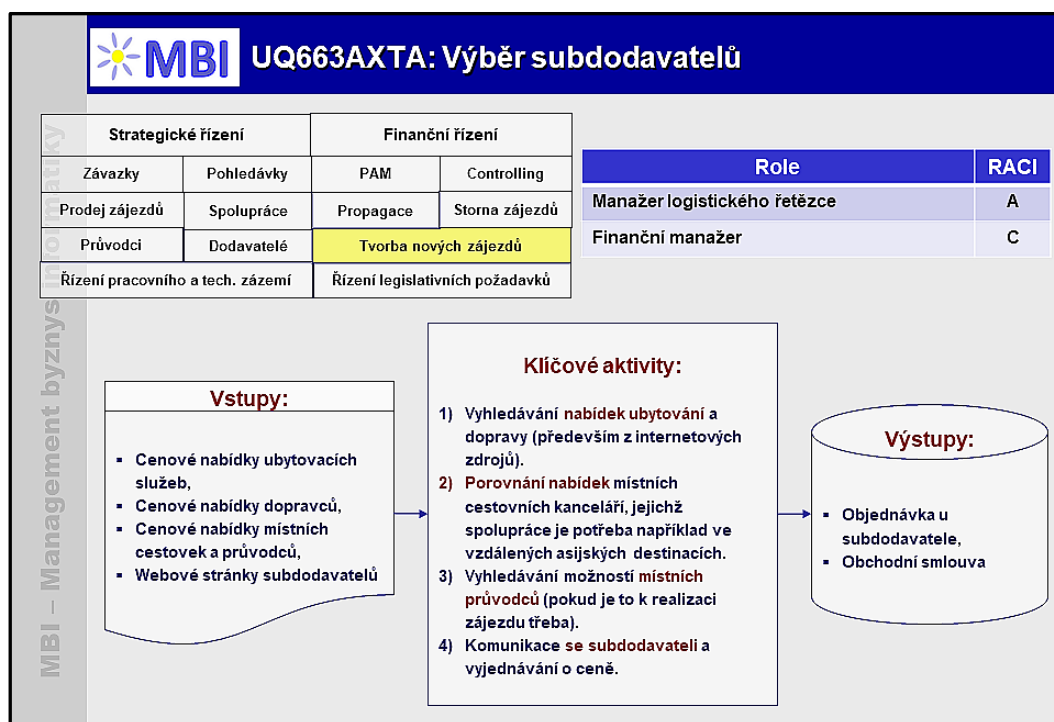 MBI
UQ663AXTA: Výběr subdodavatelů
MBI – Management byznys informatiky
Strategické řízení
Finanční řízení
Závazky
Pohledávky
PAM
Controlling
Prodej zájezdů
Spolupráce
Propagace
Storna zájezdů
Průvodci
Dodavatelé
Tvorba nových zájezdů
Řízení pracovního a tech. zázemí
Řízení legislativních požadavků
Role
RACI
Manažer logistického řetězce
A
Finanční manažer
C
Vstupy:
▪ Cenové nabídky ubytovacích
služeb,
▪ Cenové nabídky dopravců,
▪ Cenové nabídky místních
cestovek a průvodců,
▪ Webové stránky subdodavatelů
Klíčové aktivity:
1) Vyhledávání nabídek ubytování a
dopravy (především z internetových
zdrojů).
2) Porovnání nabídek místních
cestovních kanceláří, jejichž
spolupráce je potřeba například ve
vzdálených asijských destinacích.
3) Vyhledávání možností místních
průvodců (pokud je to k realizaci
zájezdu třeba).
4) Komunikace se subdodavateli a
vyjednávání o ceně.
Výstupy:
▪ Objednávka u
subdodavatele,
▪ Obchodní smlouva